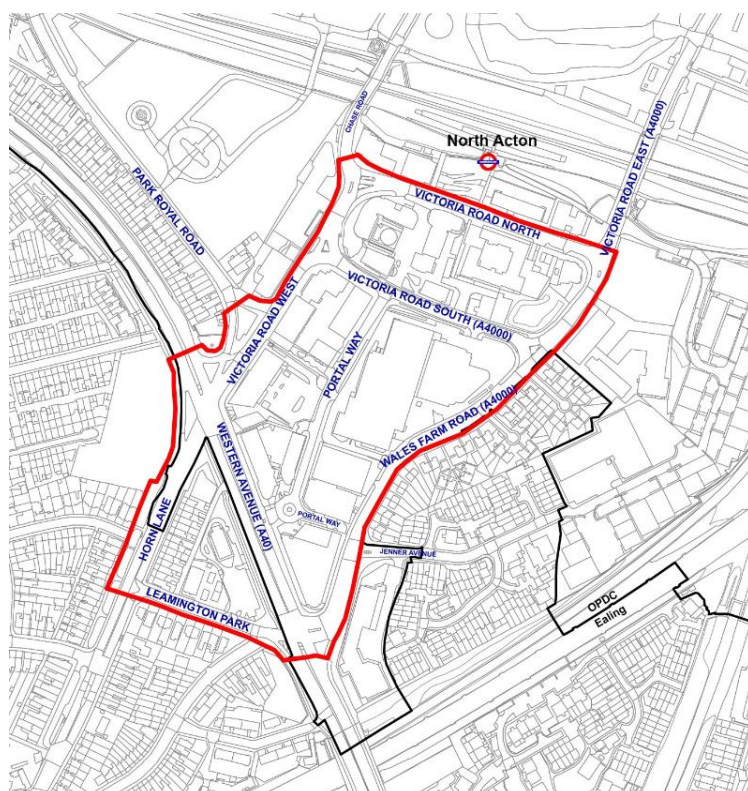 CHASE ROAD
North Acton
VICTORIA ROAD EAST (A4000)
PARK ROYAL ROAD
VICTORIA ROAD NORTH
VICTORIA ROAD WEST
VICTORIA ROAD SOUTH (A4000)
PORTAL WAY
WALES FARM ROAD (A4000)
WESTERN AVENUE (A40)
HORN LANE
PORTAL WAY
JENNER AVENUE
LEAMINGTON PARK
OPDC
Ealing